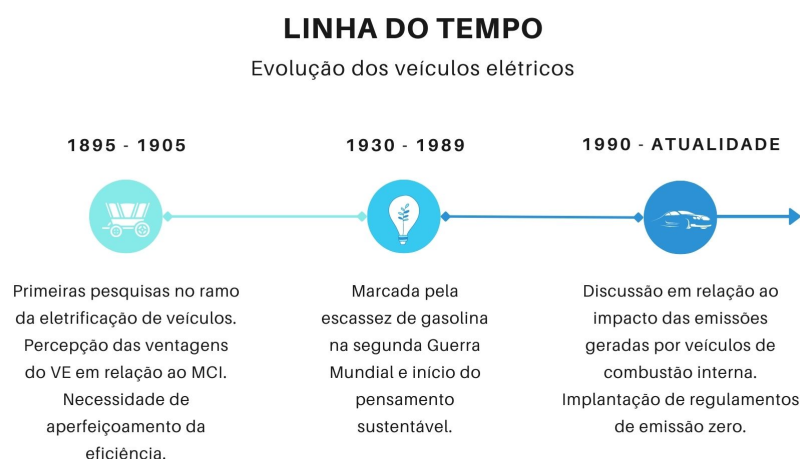 LINHA DO TEMPO
Evolução dos veículos elétricos
1895 - 1905
Primeiras pesquisas no ramo
da eletrificação de veículos.
Percepção das ventagens
do VE em relação ao MCI.
Necessidade de
aperfeiçoamento da
eficiência.
1930 - 1989
Marcada pela
escassez de gasolina
na segunda Guerra
Mundial e início do
pensamento
sustentável.
1990 - ATUALIDADE
Discussão em relação ao
impacto das emissões
geradas por veículos de
combustão interna.
Implantação de regulamentos
de emissão zero.